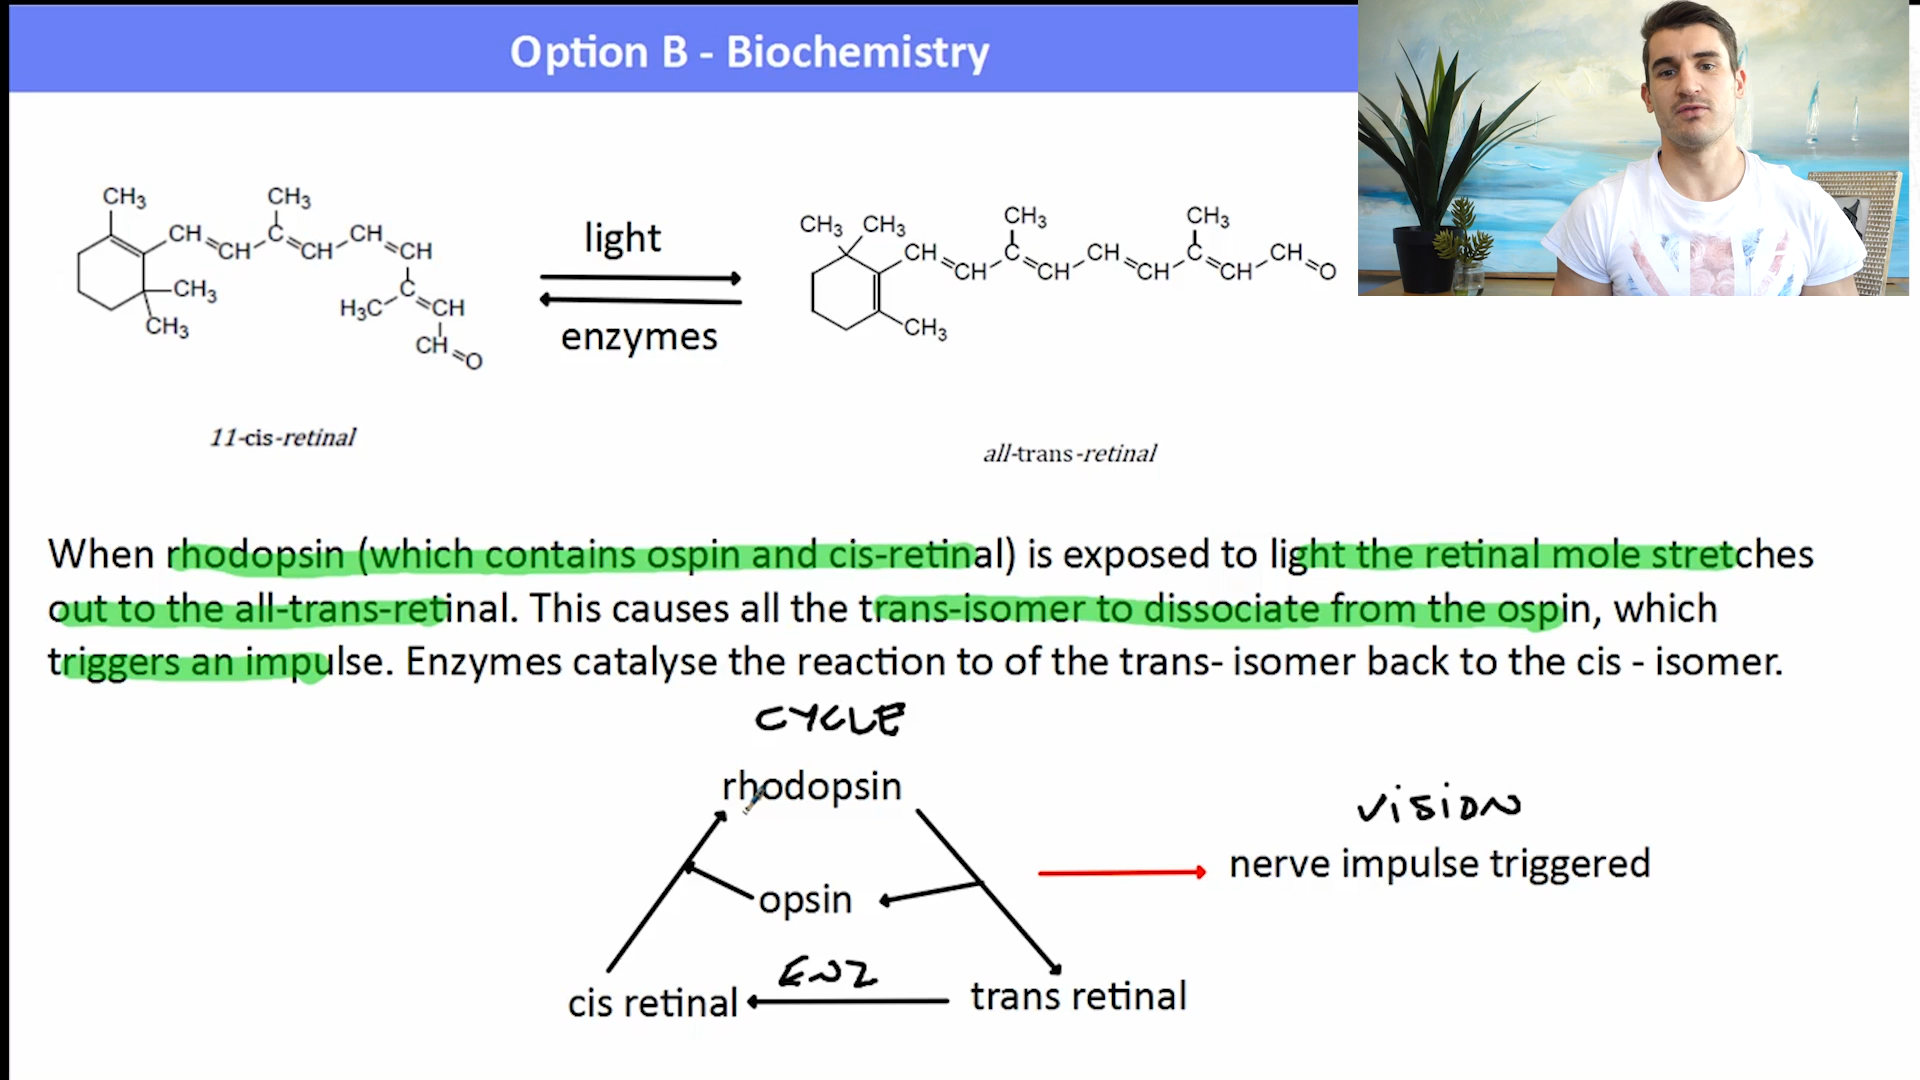 Option B - Biochemistry
CH3
CH3
CH
CH
C
CH
CH
CH
CH3
CH3
C
H3C
CH
CH
O
11-cis-retinal
light
enzymes
CH3
CH3
CH3
CH3
CH
CH
C
CH
CH
CH
C
CH
CH
O
CH3
all-trans-retinal
When rhodopsin (which contains ospin and cis-retinal) is exposed to light the retinal mole stretches
out to the all-trans-retinal. This causes all the trans-isomer to dissociate from the ospin, which
triggers an impulse. Enzymes catalyse the reaction to of the trans- isomer back to the cis - isomer.
CYCLE
rhodopsin
VISION
nerve impulse triggered
opsin
ENZ
cis retinal
trans retinal